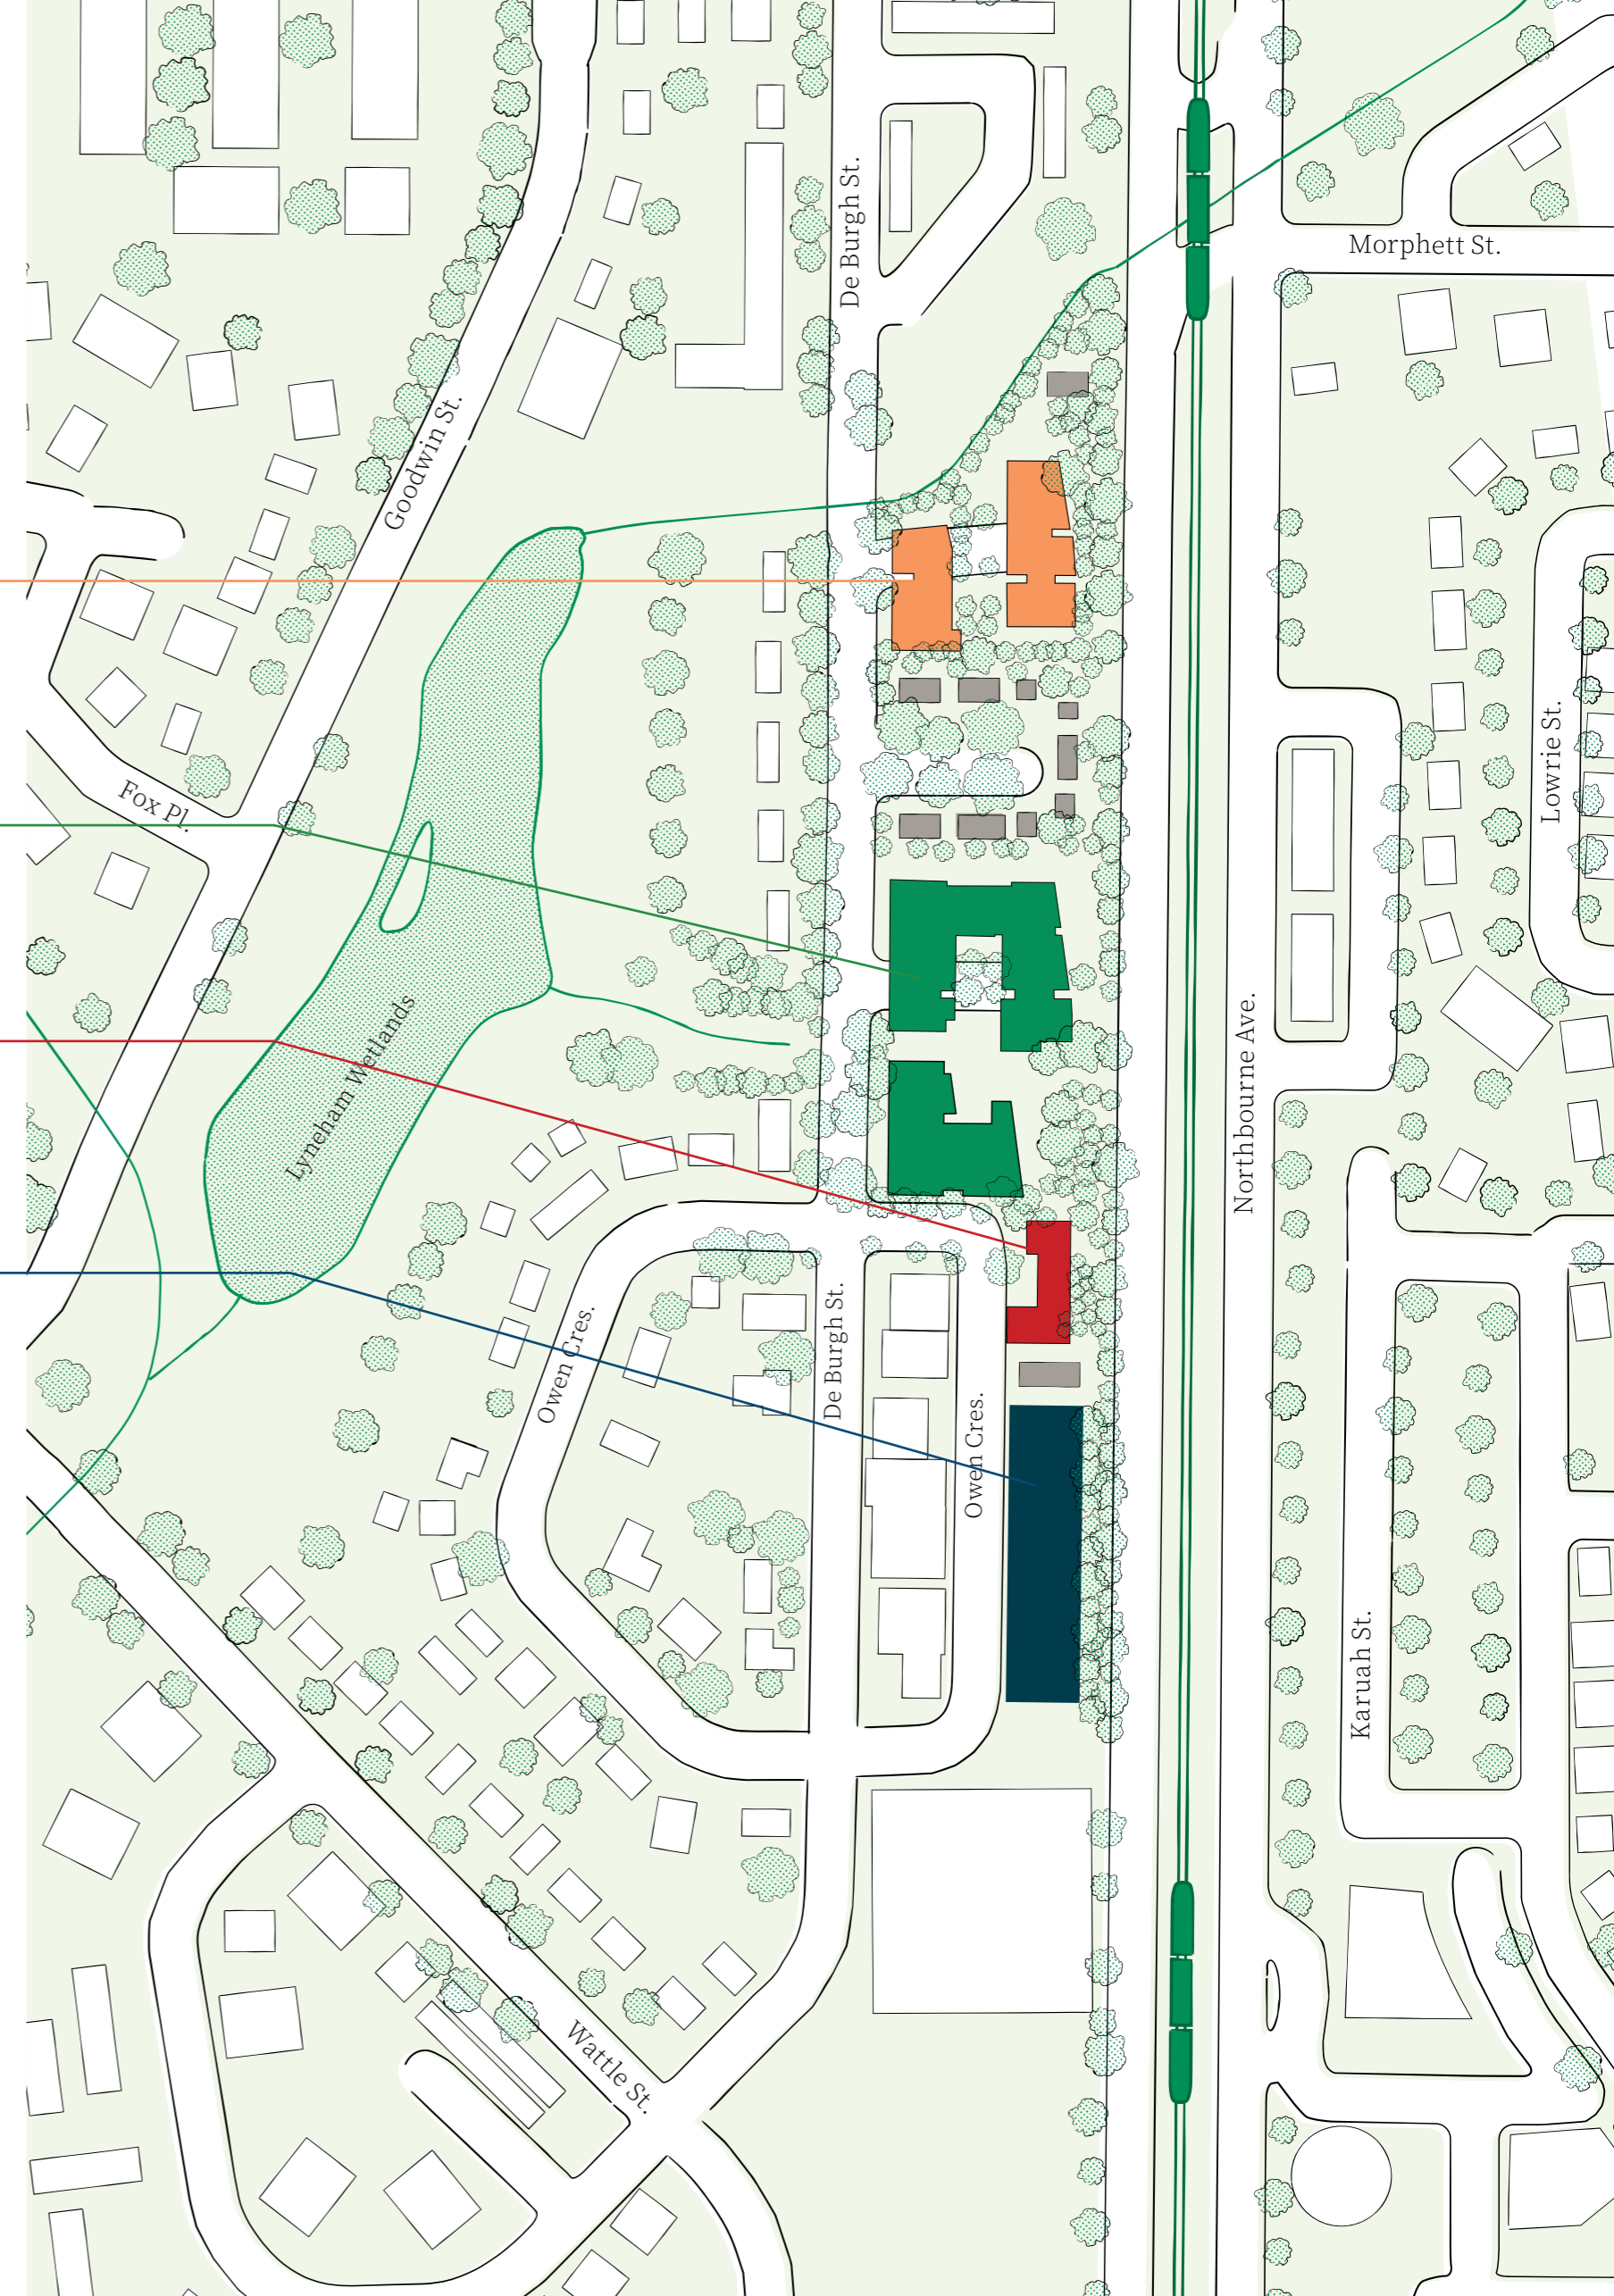 De Burgh St.
Morphett St.
Goodwin St.
Fox Pl.
Lowrie St.
Lyneham Wetlands
Northbourne Ave.
Owen Cres.
De Burgh St.
Owen Cres.
Karuah St.
Wattle St.